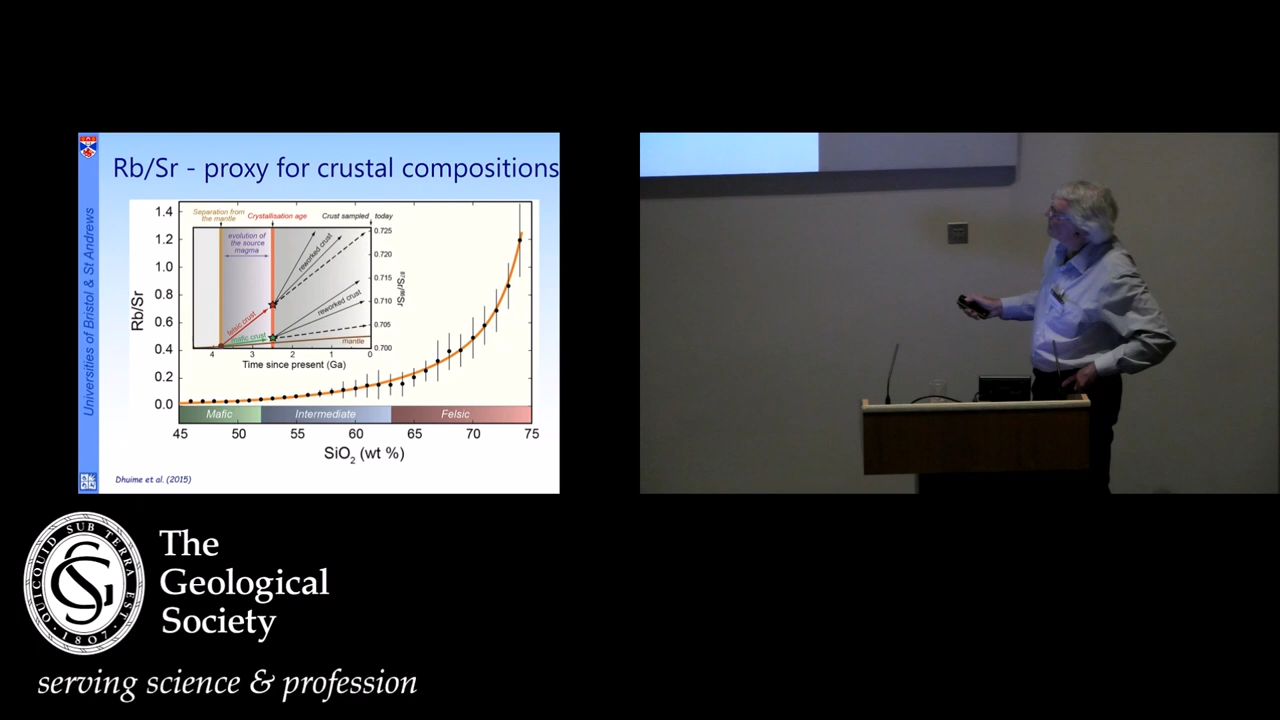 Rb/Sr - proxy for crustal compositions
Universities of Bristol & St Andrews
Separation from
the mantle
Crystallisation age
Crust sampled today
evolution of
the source
magma
reworked crust
felsic crust
reworked crust
mafic crust
mantle
0.725
0.720
0.715
0.710
0.705
0.700
⁸⁷Sr/⁸⁶Sr
4 3 2 1 0
Time since present (Ga)
1.4
1.2
1.0
0.8
0.6
0.4
0.2
0.0
Rb/Sr
Mafic Intermediate Felsic
45 50 55 60 65 70 75
SiO₂ (wt %)
Dhuime et al. (2015)
QUICQUID SUB TERRA EST
1807
The
Geological
Society
serving science & profession